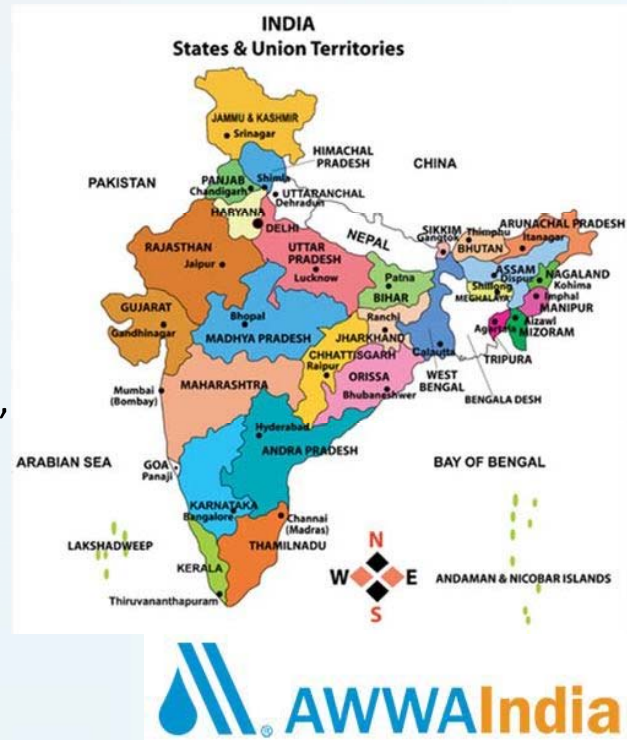 INDIA
States & Union Territories
JAMMU & KASHMIR
Srinagar
HIMACHAL
PRADESH
CHINA
PAKISTAN
PANJAB
Shimla
Chandigarh
UTTARANCHAL
Dehradun
HARYANA
DELHI
NEPAL
SIKKIM
Gangtok
Thimphu
BHUTAN
ARUNACHAL PRADESH
Itanagar
RAJASTHAN
Jaipur
UTTAR
PRADESH
Lucknow
Patna
BIHAR
ASSAM
Dispur
NAGALAND
Kohima
Shillong
MEGHALAYA
Imphal
MANIPUR
GUJARAT
Gandhinagar
Bhopal
MADHYA PRADESH
Ranchi
JHARKHAND
Agartala
Aizawl
MIZORAM
TRIPURA
CHHATTISGARH
Raipur
Calautta
WEST
BENGAL
BENGALA DESH
MAHARASHTRA
ORISSA
Bhubaneshwer
Mumbai
(Bombay)
,
Hyderabad
ANDRA PRADESH
ARABIAN SEA
GOA
Panaji
BAY OF BENGAL
KARNATAKA
Bangalore
Channai
(Madras)
LAKSHADWEEP
THAMILNADU
KERALA
Thiruvananthapuram
N
W E
S
ANDAMAN & NICOBAR ISLANDS
® AWWAIndia